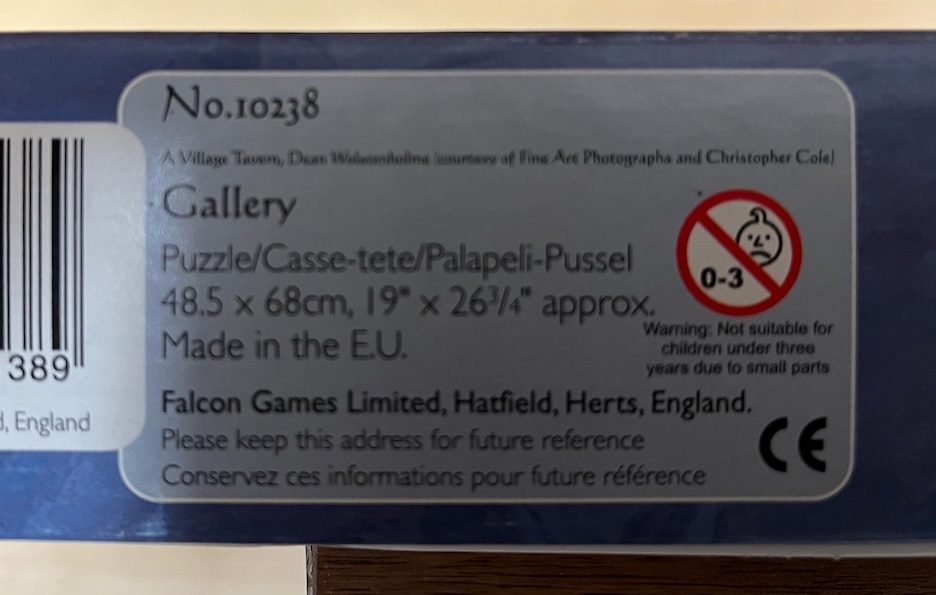 No.10238
A Village Tavern, Dean (courtesy of Fine Art Photographs and Christopher Cole)
Gallery
Puzzle/Casse-tete/Palapeli-Pussel
48.5 x 68cm, 19" x 26¾" approx.
Made in the E.U.
0-3
Warning: Not suitable for
children under three
years due to small parts
Falcon Games Limited, Hatfield, Herts, England.
Please keep this address for future reference
Conservez ces informations pour future référence
CE
389
, England